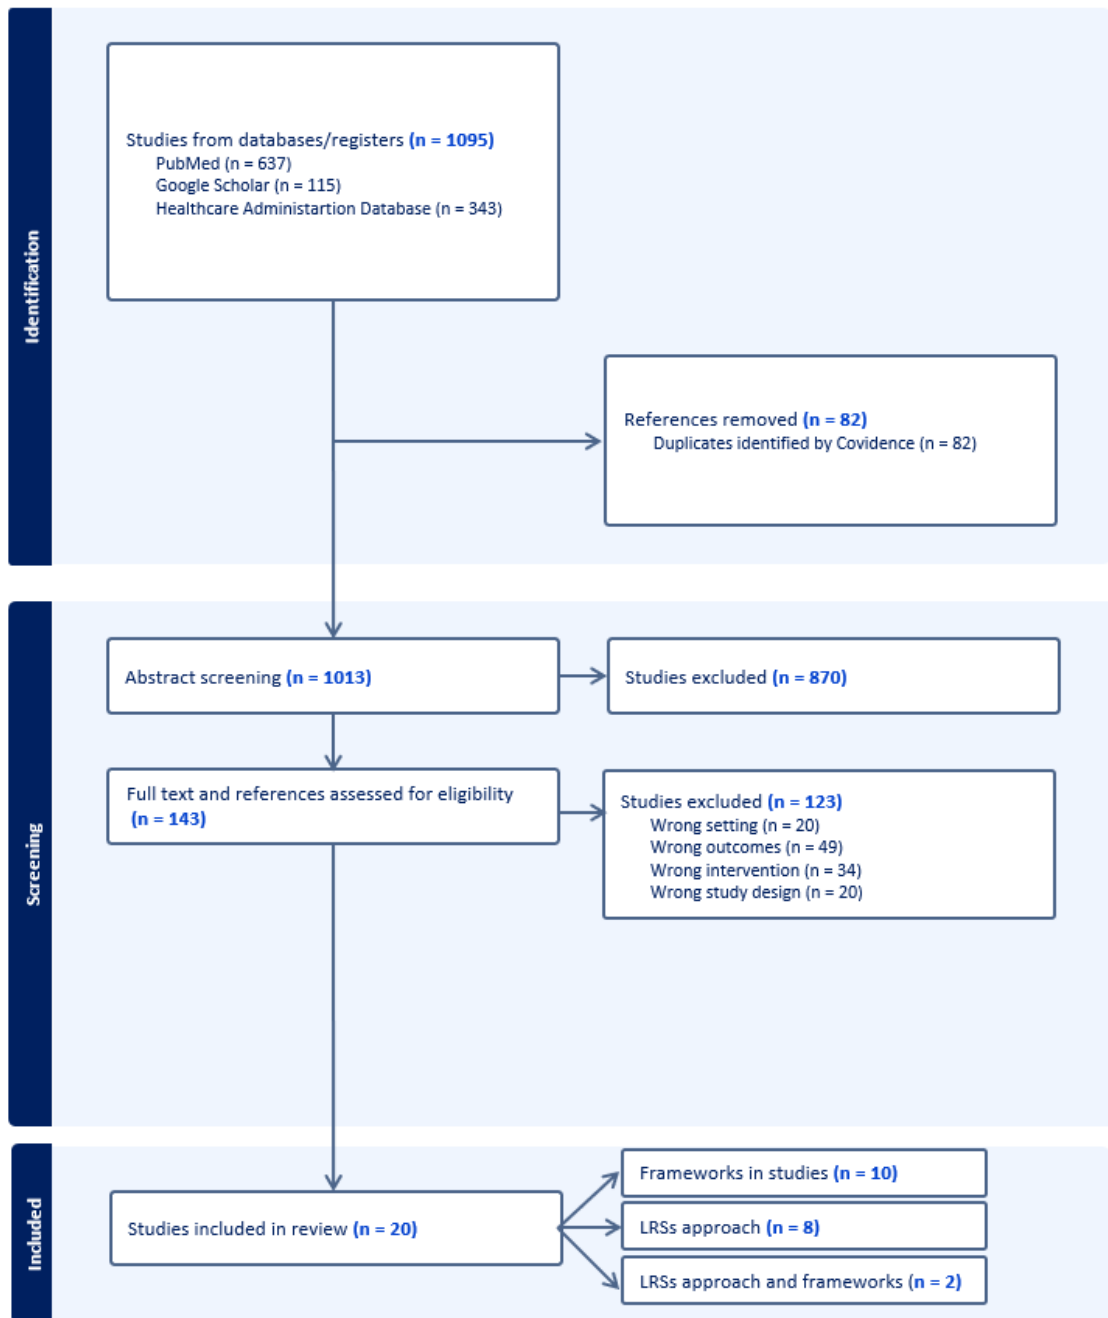 Identification
Studies from databases/registers (n = 1095)
PubMed (n = 637)
Google Scholar (n = 115)
Healthcare Administartion Database (n = 343)
References removed (n = 82)
Duplicates identified by Covidence (n = 82)
Screening
Abstract screening (n = 1013)
Studies excluded (n = 870)
Full text and references assessed for eligibility
(n = 143)
Studies excluded (n = 123)
Wrong setting (n = 20)
Wrong outcomes (n = 49)
Wrong intervention (n = 34)
Wrong study design (n = 20)
Included
Studies included in review (n = 20)
Frameworks in studies (n = 10)
LRSs approach (n = 8)
LRSs approach and frameworks (n = 2)